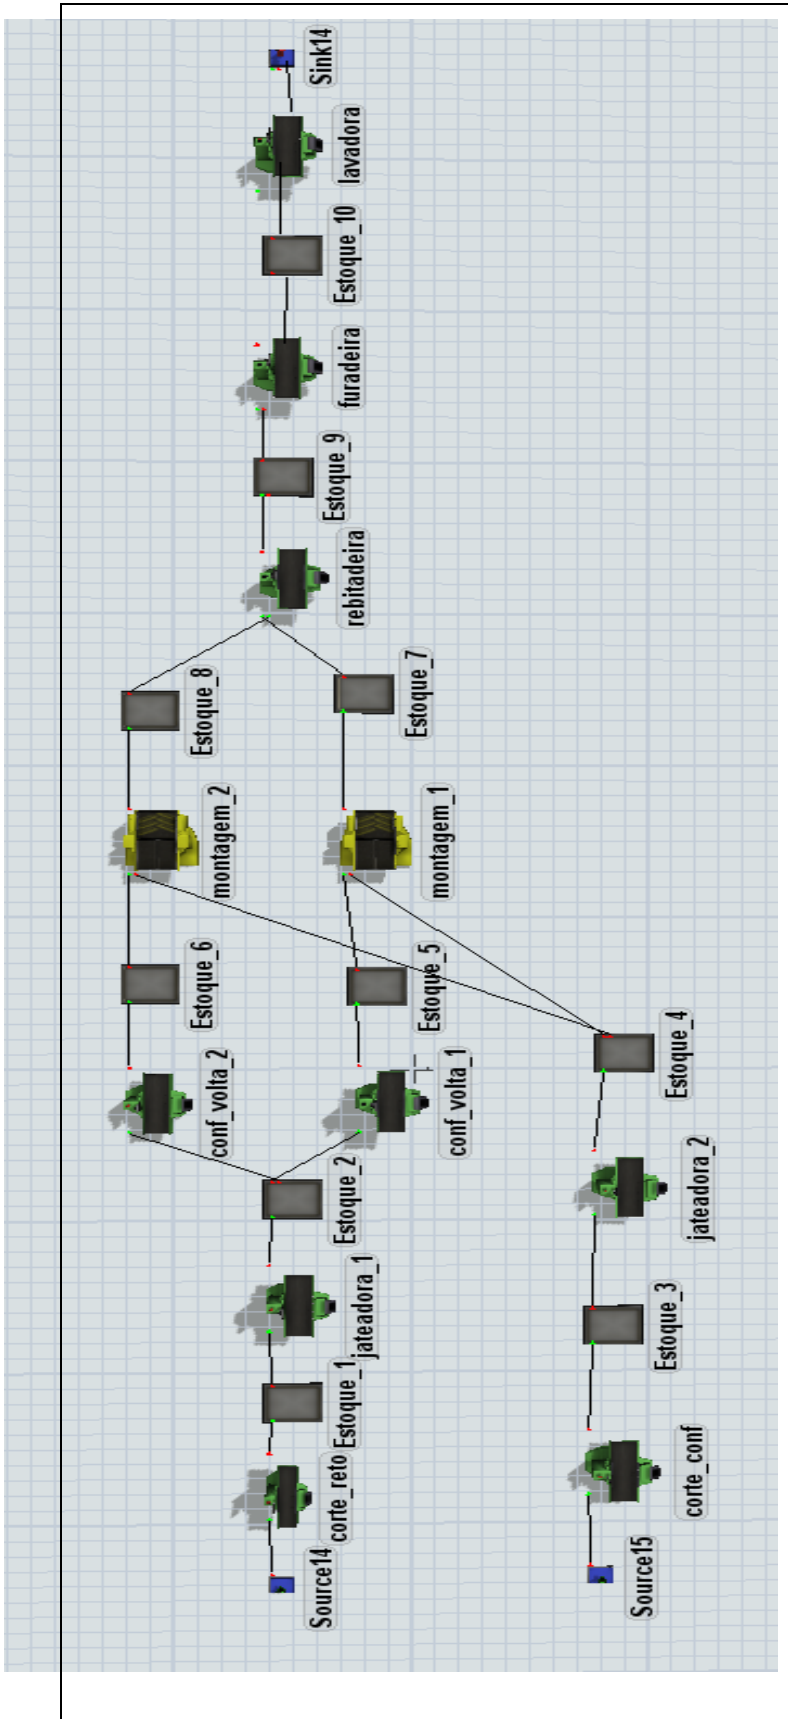 conf_volta_2
Estoque_6
montagem_2
Estoque_8
Source14
corte_reto
Estoque_1
jateadora_1
Estoque_2
rebitadeira
Estoque_9
furadeira
Estoque_10
lavadora
Sink14
conf_volta_1
Estoque_5
montagem_1
Estoque_7
Source15
corte_conf
Estoque_3
jateadora_2
Estoque_4